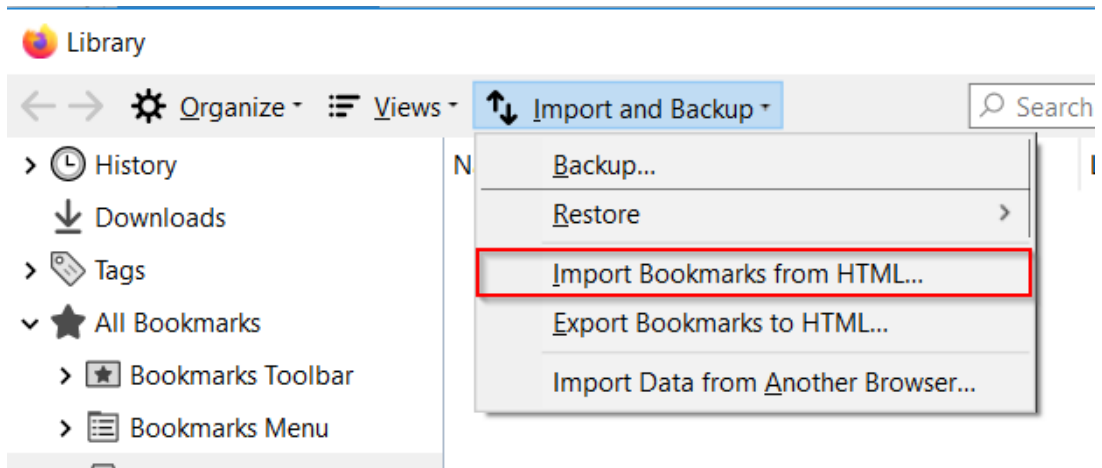 Library
Organize Views Import and Backup Search
History
Downloads
Tags
All Bookmarks
Bookmarks Toolbar
Bookmarks Menu
N
Backup...
Restore
Import Bookmarks from HTML...
Export Bookmarks to HTML...
Import Data from Another Browser...